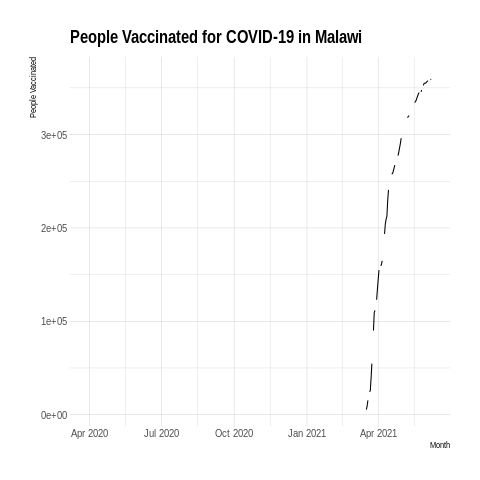 People Vaccinated for COVID-19 in Malawi
People Vaccinated
3e+05
2e+05
1e+05
0e+00
Apr 2020 Jul 2020 Oct 2020 Jan 2021 Apr 2021
Month